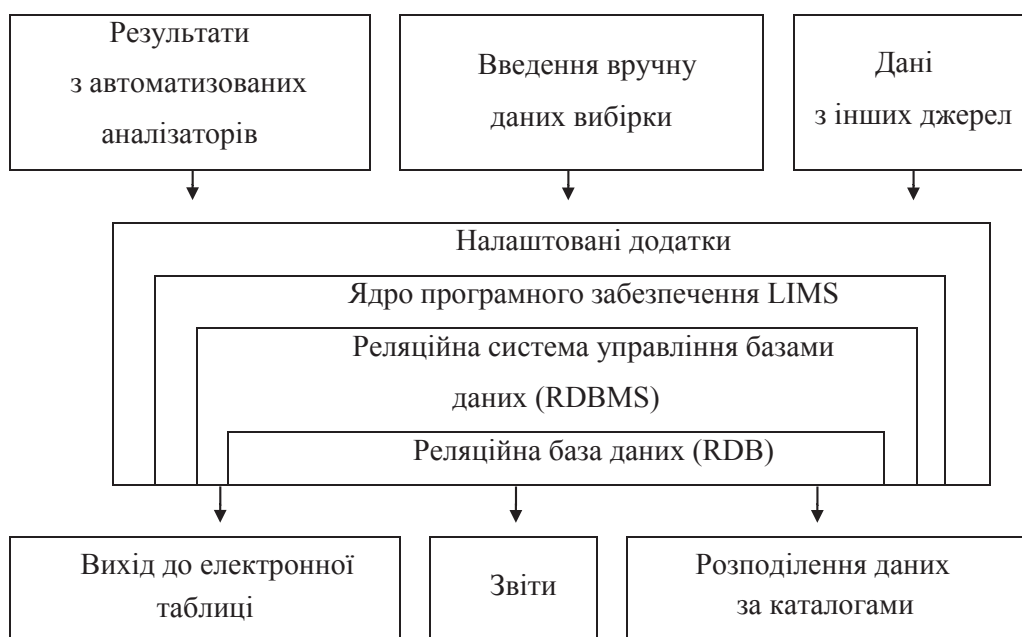 Результати
з автоматизованих
аналізаторів
Введення вручну
даних вибірки
Дані
з інших джерел
Налаштовані додатки
Ядро програмного забезпечення LIMS
Реляційна система управління базами
даних (RDBMS)
Реляційна база даних (RDB)
Вихід до електронної
таблиці
Звіти
Розподілення даних
за каталогами